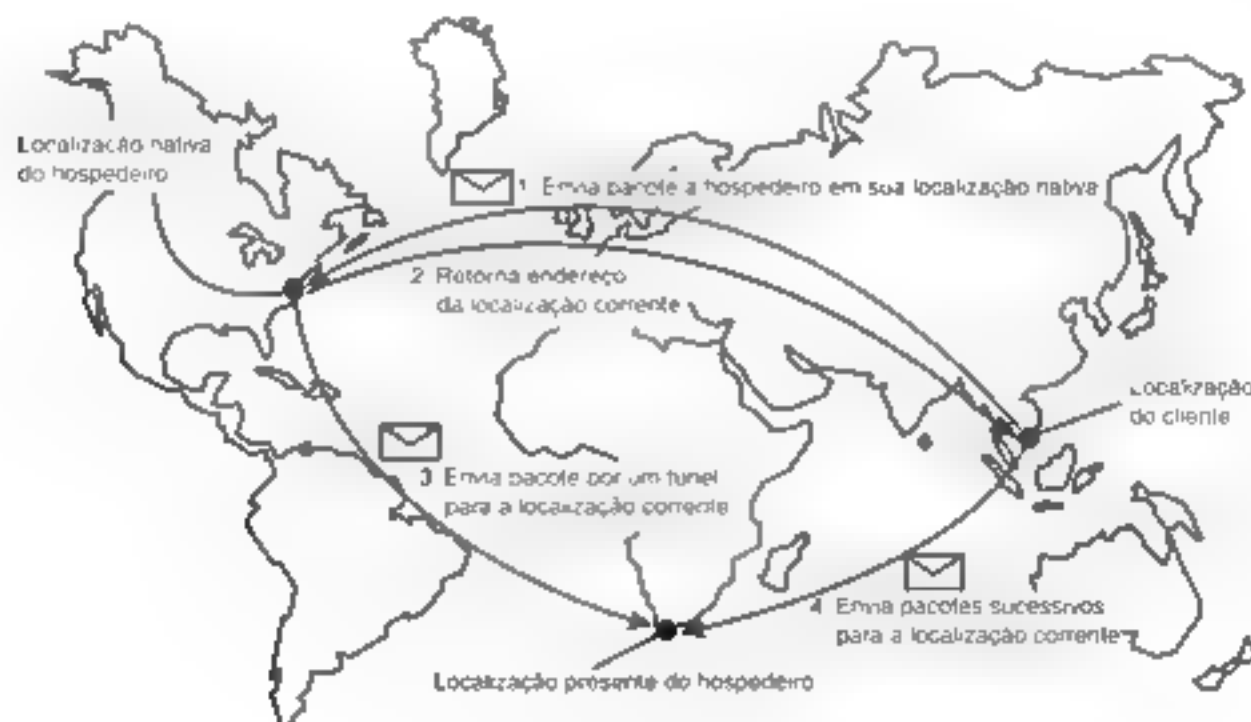 Localização nativa
do hospedeiro
1 Envia pacote a hospedeiro em sua localização nativa
2 Retorna endereço
da localização corrente
Localização
do cliente
3 Envia pacote por um túnel
para a localização corrente
4 Envia pacotes sucessivos
para a localização corrente
Localização presente do hospedeiro